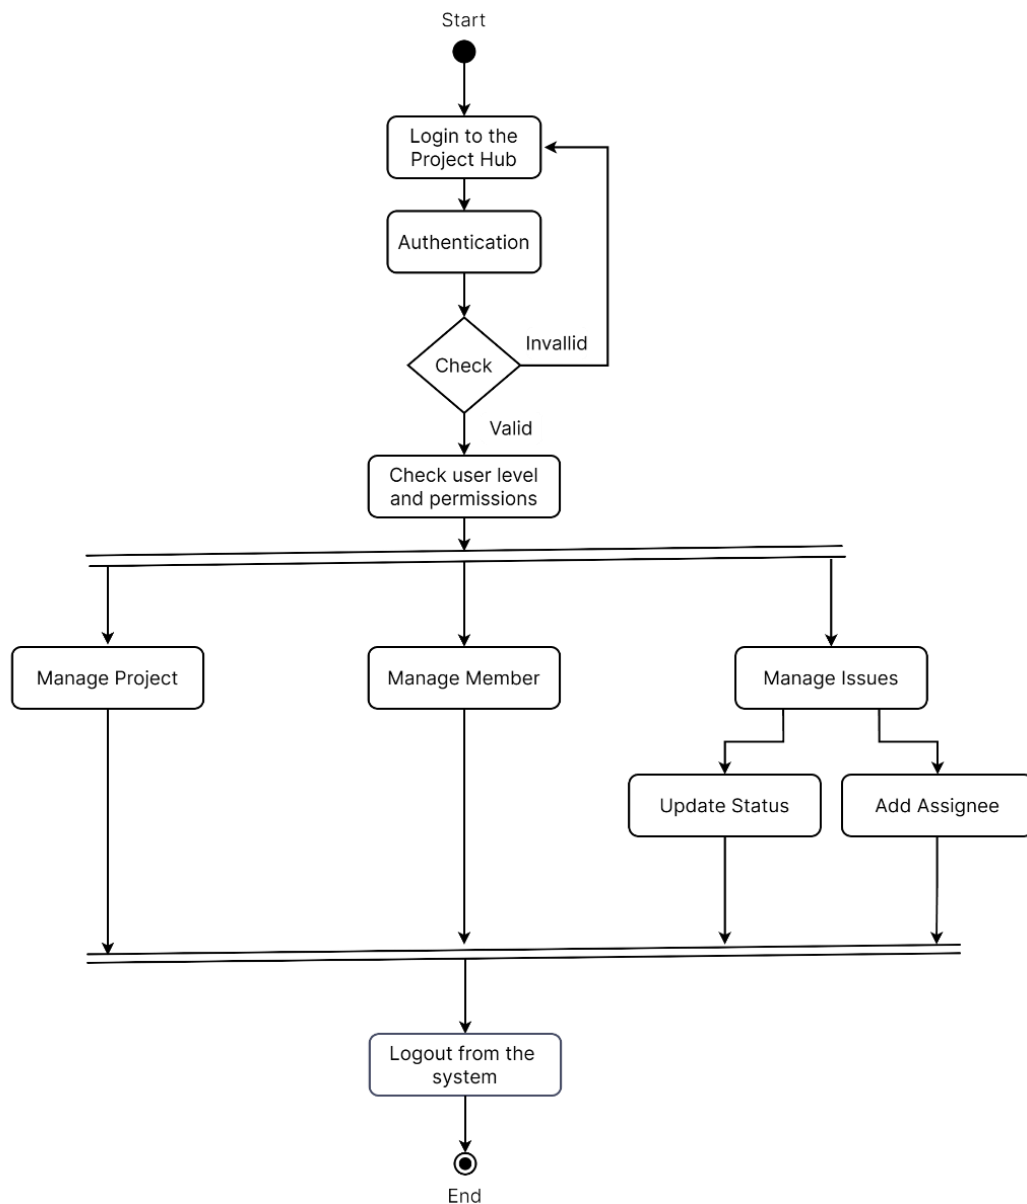 Start
Login to the
Project Hub
Authentication
Check
Invallid
Valid
Check user level
and permissions
Manage Project
Manage Member
Manage Issues
Update Status
Add Assignee
Logout from the
system
End